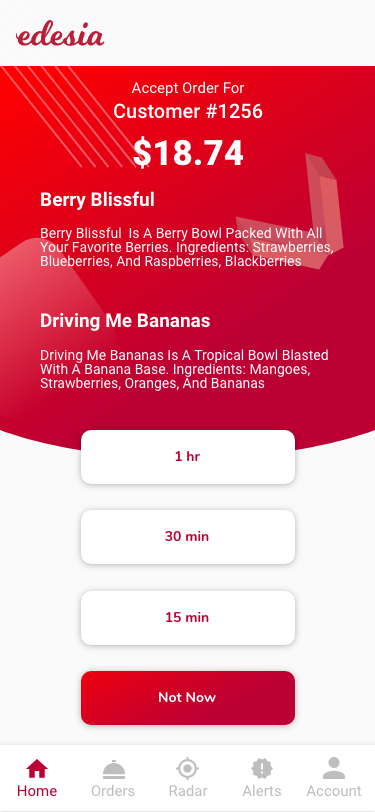 edesia
Accept Order For
Customer #1256
$18.74
Berry Blissful
Berry Blissful Is A Berry Bowl Packed With All
Your Favorite Berries. Ingredients: Strawberries,
Blueberries, And Raspberries, Blackberries
Driving Me Bananas
Driving Me Bananas Is A Tropical Bowl Blasted
With A Banana Base. Ingredients: Mangoes,
Strawberries, Oranges, And Bananas
1 hr
30 min
15 min
Not Now
Home Orders Radar Alerts Account